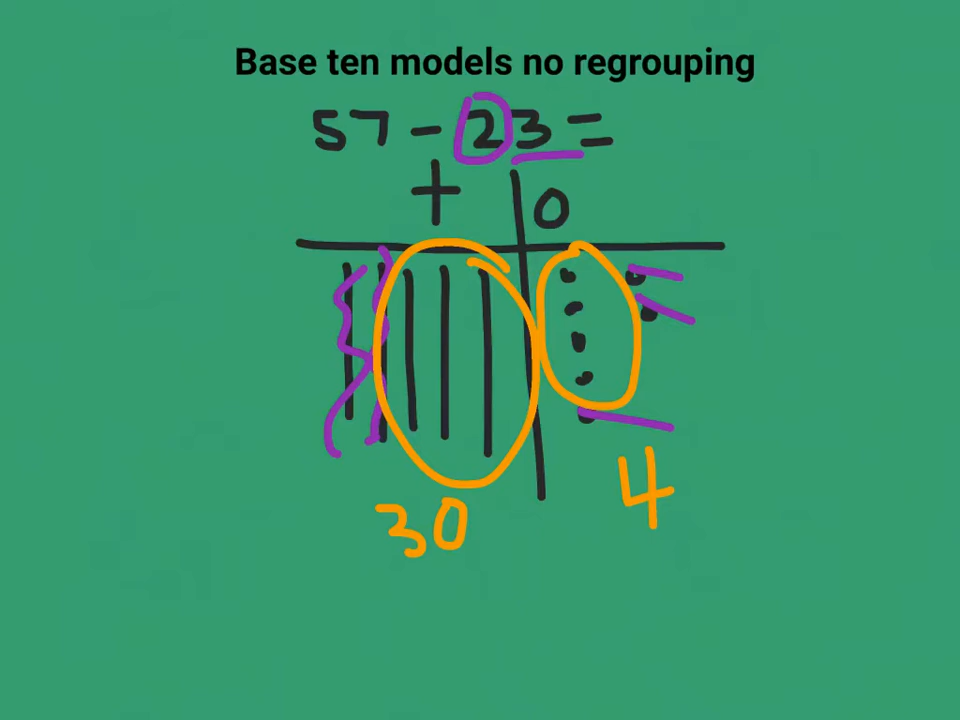 Base ten models no regrouping
57 - 23 =
T O
30 4